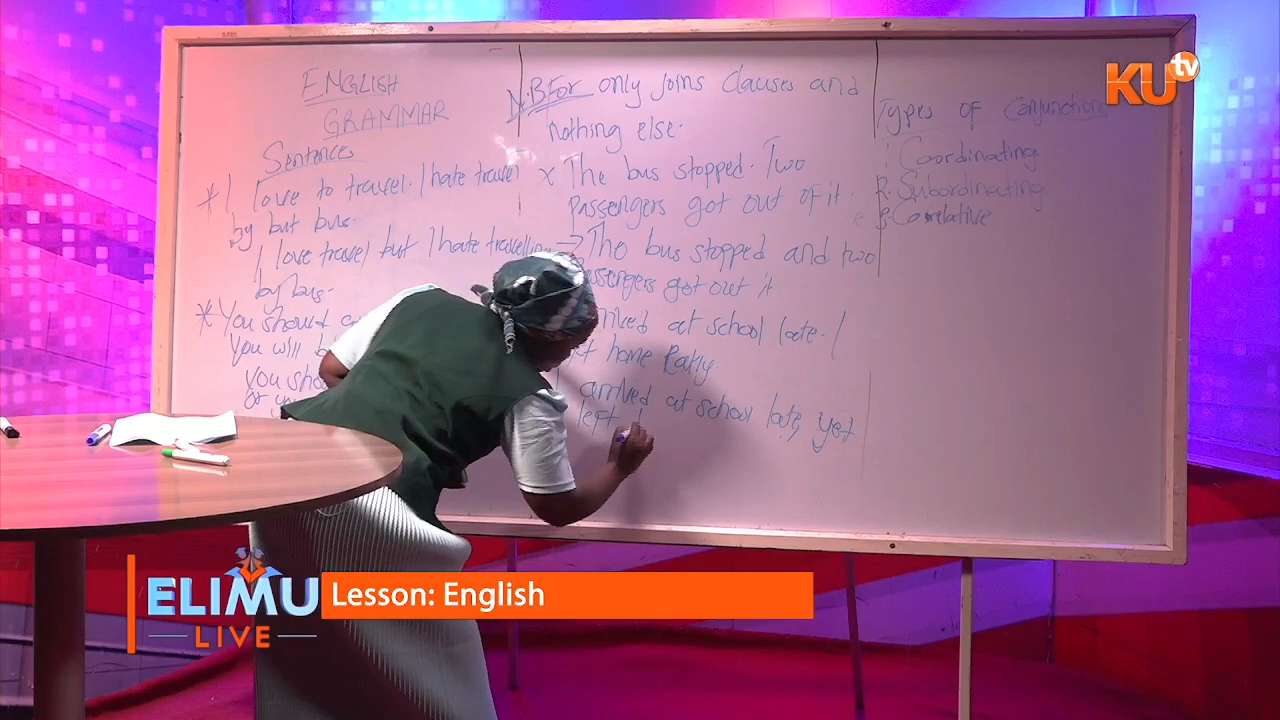 ENGLISH
GRAMMAR
Sentences
* I love to travel. I hate travel
by but bus.
I love travel but I hate travelling
by bus.
* You should
you will b
you sho
or yo
N.B For only joins clauses and
nothing else.
x The bus stopped. Two
passengers got out of it.
→ The bus stopped and two
passengers got out it
at school late. I
home Early
arrived at school late, yet
left
Types of Conjunctions
Coordinating
2. Subordinating
3. Correlative
KU tv
ELIMU
LIVE
Lesson: English